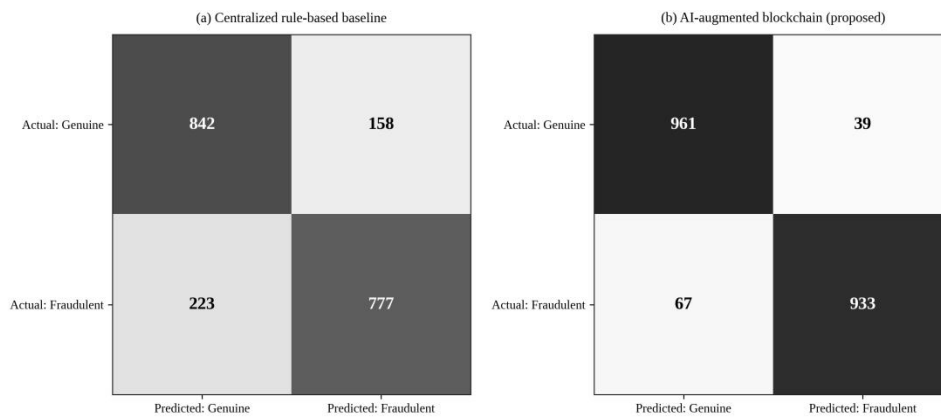 (a) Centralized rule-based baseline
Actual: Genuine
842
158
Actual: Fraudulent
223
777
Predicted: Genuine
Predicted: Fraudulent
(b) AI-augmented blockchain (proposed)
Actual: Genuine
961
39
Actual: Fraudulent
67
933
Predicted: Genuine
Predicted: Fraudulent